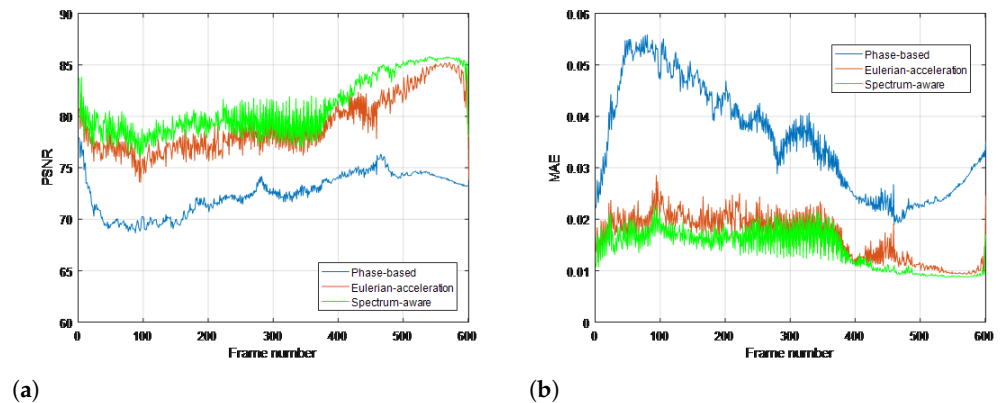 90
85
80
75
70
65
60
PSNR
0 100 200 300 400 500 600
Frame number
Phase-based
Eulerian-acceleration
Spectrum-aware
(a)
0.06
0.05
0.04
0.03
0.02
0.01
0
MAE
0 100 200 300 400 500 600
Frame number
Phase-based
Eulerian-acceleration
Spectrum-aware
(b)